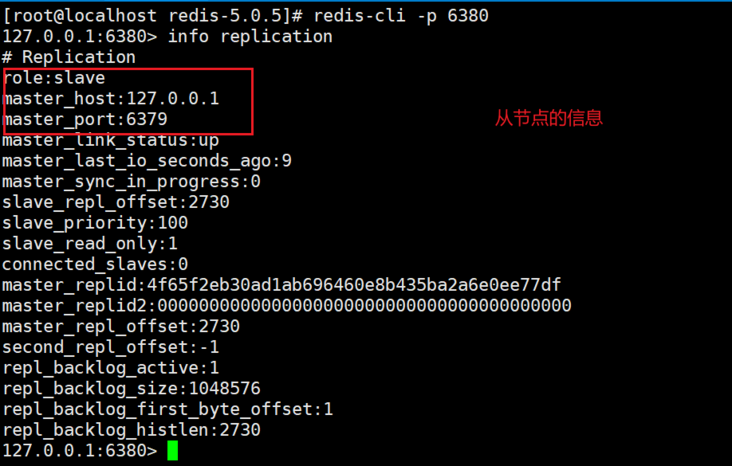 [root@localhost redis-5.0.5]# redis-cli -p 6380
127.0.0.1:6380> info replication
# Replication
role:slave
master_host:127.0.0.1
master_port:6379
从节点的信息
master_link_status:up
master_last_io_seconds_ago:9
master_sync_in_progress:0
slave_repl_offset:2730
slave_priority:100
slave_read_only:1
connected_slaves:0
master_replid:4f65f2eb30ad1ab696460e8b435ba2a6e0ee77df
master_replid2:0000000000000000000000000000000000000000
master_repl_offset:2730
second_repl_offset:-1
repl_backlog_active:1
repl_backlog_size:1048576
repl_backlog_first_byte_offset:1
repl_backlog_histlen:2730
127.0.0.1:6380>